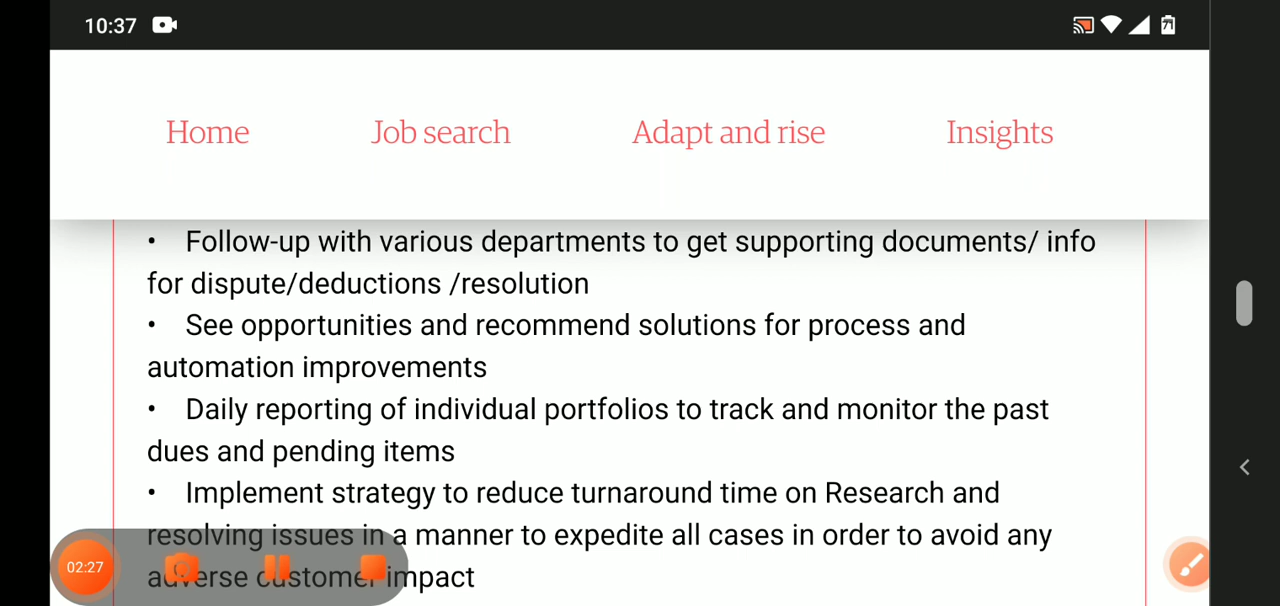 10:37
71
Home Job search Adapt and rise Insights
• Follow-up with various departments to get supporting documents/ info
for dispute/deductions /resolution
• See opportunities and recommend solutions for process and
automation improvements
• Daily reporting of individual portfolios to track and monitor the past
dues and pending items
• Implement strategy to reduce turnaround time on Research and
resolving issues in a manner to expedite all cases in order to avoid any
adverse customer impact
02:27